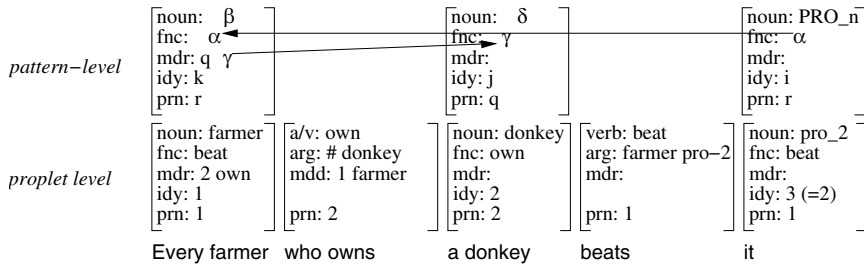 noun: β noun: δ noun: PRO_n
fnc: α fnc: γ fnc: α
pattern−level mdr: q γ mdr: mdr:
idy: k idy: j idy: i
prn: r prn: q prn: r
noun: farmer a/v: own noun: donkey verb: beat noun: pro_2
fnc: beat arg: # donkey fnc: own arg: farmer pro−2 fnc: beat
proplet level mdr: 2 own mdd: 1 farmer mdr: mdr: mdr:
idy: 1 idy: 2 idy: 3 (=2)
prn: 1 prn: 2 prn: 2 prn: 1 prn: 1
Every farmer who owns a donkey beats it